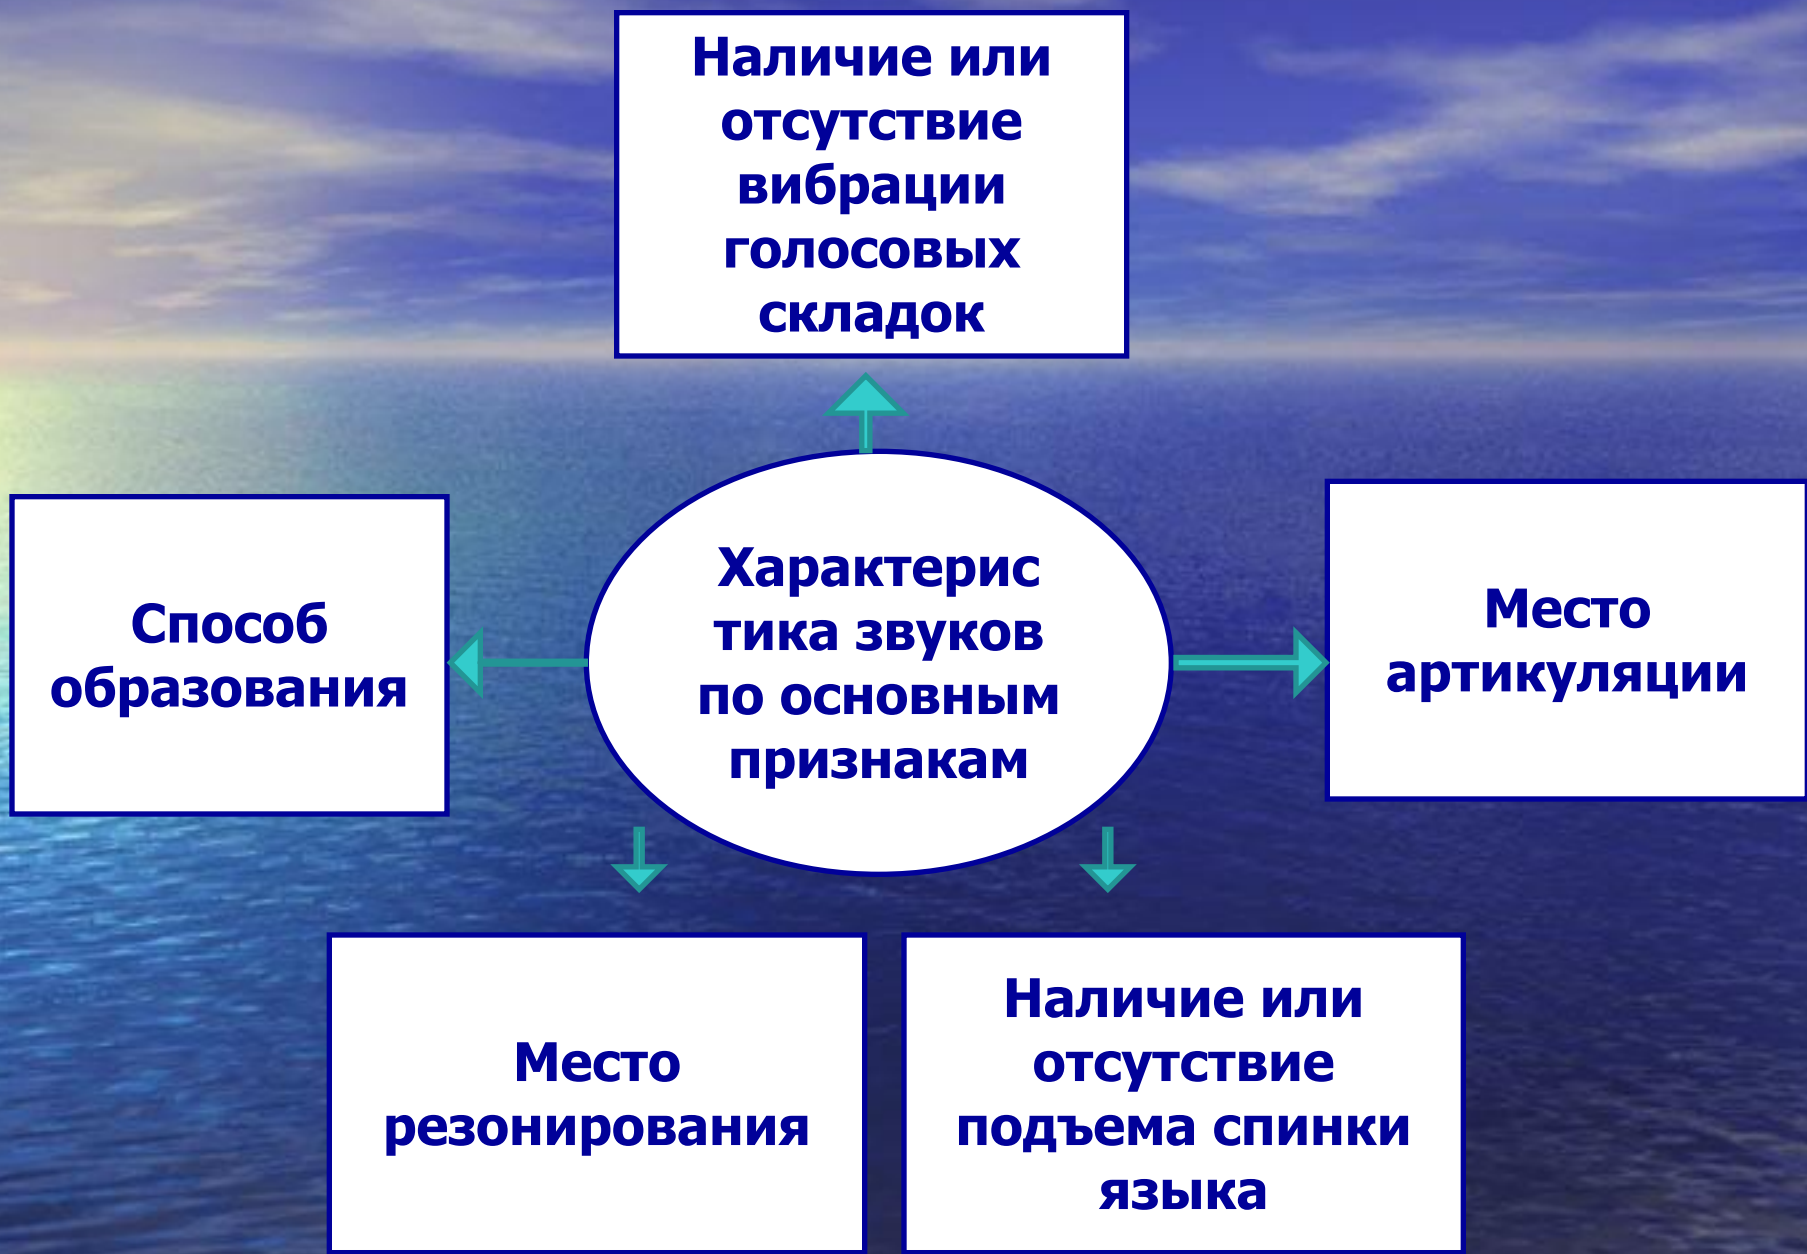 Наличие или
отсутствие
вибрации
голосовых
складок
Способ
образования
Характерис
тика звуков
по основным
признакам
Место
артикуляции
Место
резонирования
Наличие или
отсутствие
подъема спинки
языка